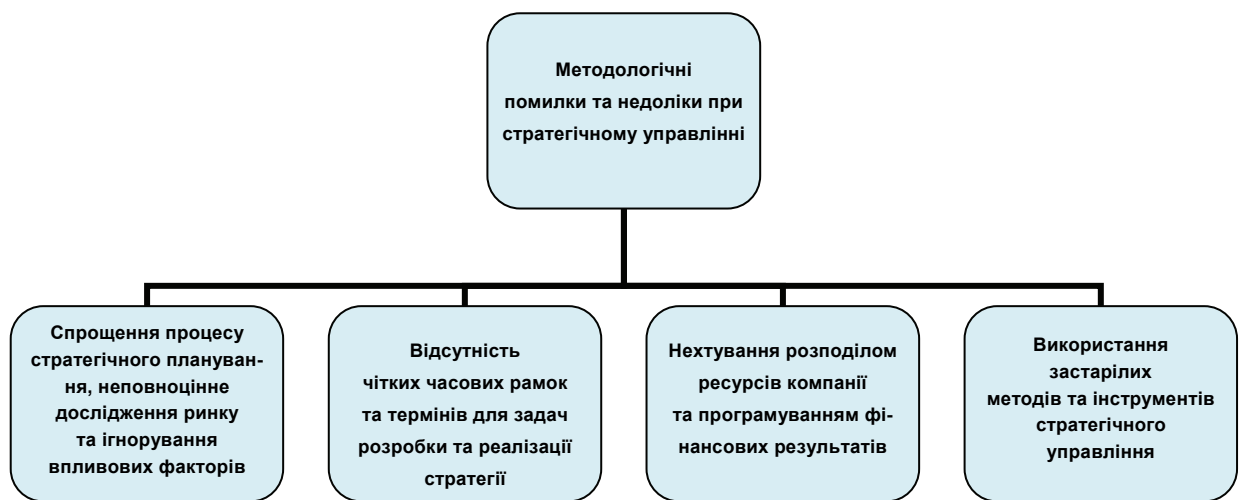 Методологічні
помилки та недоліки при
стратегічному управлінні
Спрощення процесу
стратегічного плануван-
ня, неповноцінне
дослідження ринку
та ігнорування
впливових факторів
Відсутність
чітких часових рамок
та термінів для задач
розробки та реалізації
стратегії
Нехтування розподілом
ресурсів компанії
та програмуванням фі-
нансових результатів
Використання
застарілих
методів та інструментів
стратегічного
управління